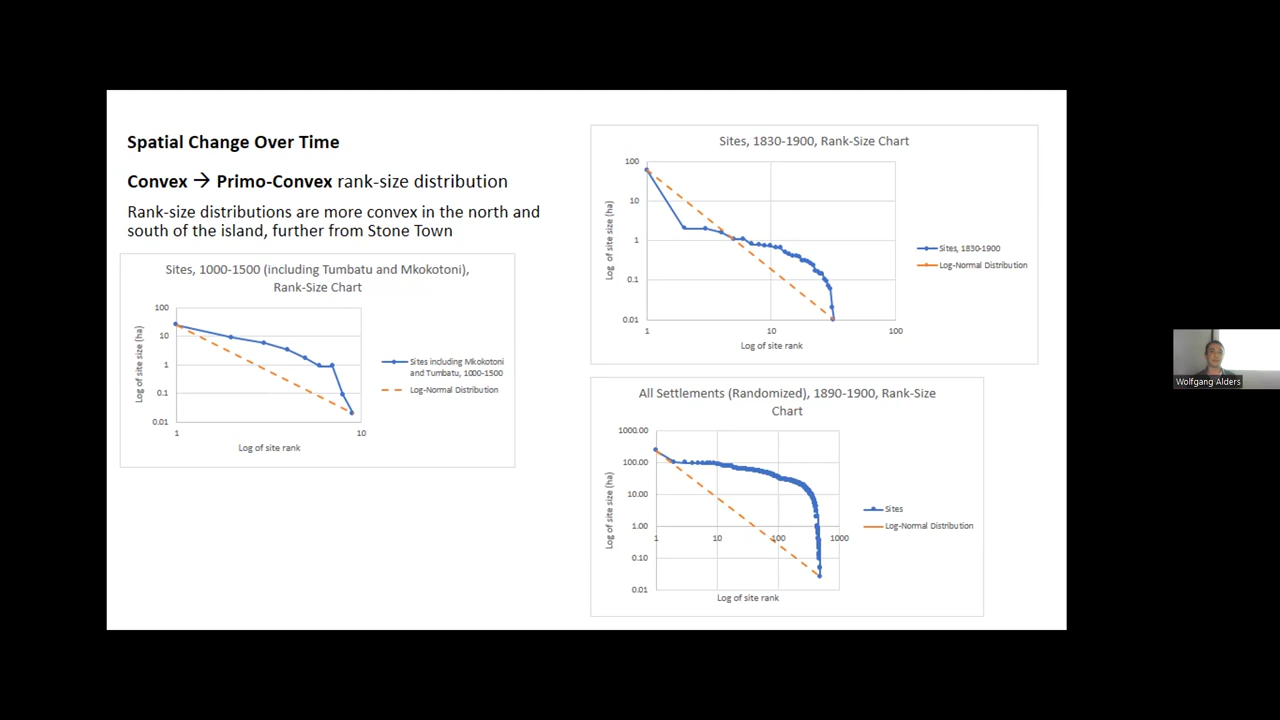 Spatial Change Over Time
Convex → Primo-Convex rank-size distribution
Rank-size distributions are more convex in the north and
south of the island, further from Stone Town
Sites, 1000-1500 (including Tumbatu and Mkokotoni),
Rank-Size Chart
Log of site size (ha)
100
10
1
0.1
0.01
1
10
Log of site rank
Sites including Mkokotoni
and Tumbatu, 1000-1500
Log-Normal Distribution
Sites, 1830-1900, Rank-Size Chart
Log of site size (ha)
100
10
1
0.1
0.01
1
10
100
Log of site rank
Sites, 1830-1900
Log-Normal Distribution
All Settlements (Randomized), 1890-1900, Rank-Size
Chart
Log of site size (ha)
1000.00
100.00
10.00
1.00
0.10
0.01
1
10
100
1000
Log of site rank
Sites
Log-Normal Distribution
Wolfgang Alders